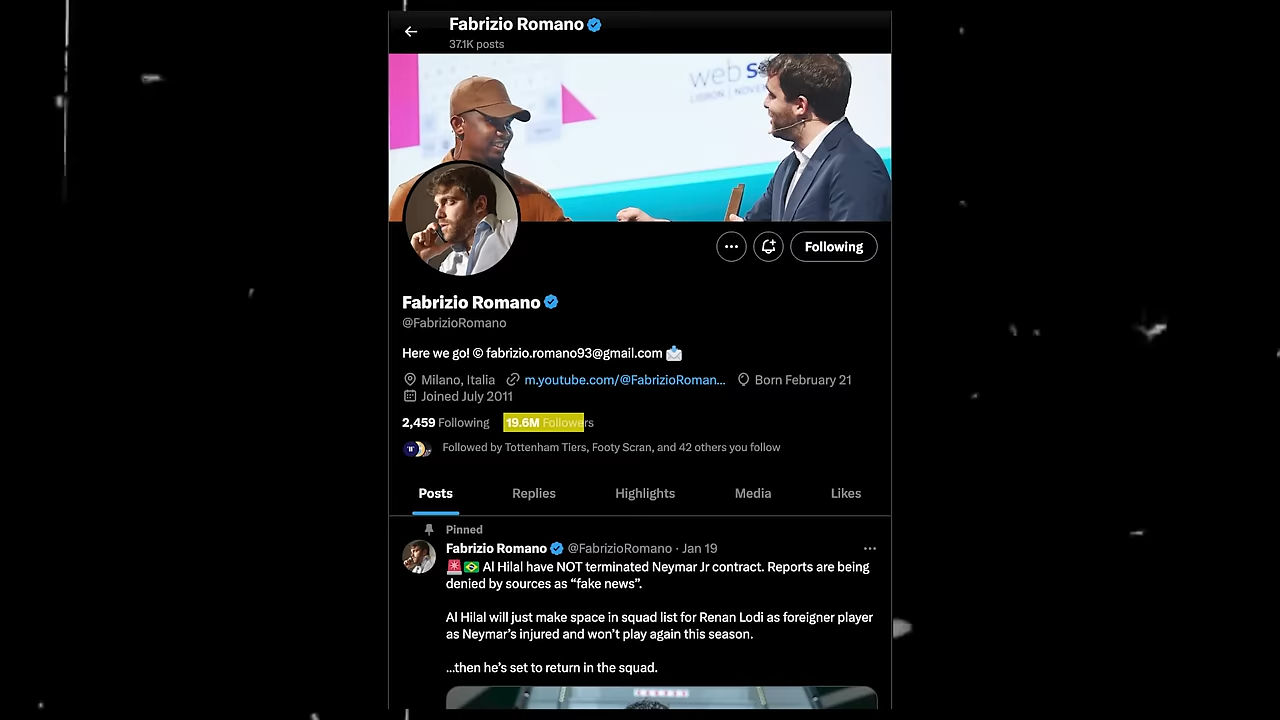 Fabrizio Romano
37.1K posts
web s
LISBON | NOVEM
Following
Fabrizio Romano
@FabrizioRomano
Here we go! © fabrizio.romano93@gmail.com
Milano, Italia m.youtube.com/@FabrizioRoman... Born February 21
Joined July 2011
2,459 Following 19.6M Followers
Followed by Tottenham Tiers, Footy Scran, and 42 others you follow
Posts Replies Highlights Media Likes
Pinned
Fabrizio Romano @FabrizioRomano · Jan 19
Al Hilal have NOT terminated Neymar Jr contract. Reports are being
denied by sources as “fake news”.
Al Hilal will just make space in squad list for Renan Lodi as foreigner player
as Neymar’s injured and won’t play again this season.
...then he’s set to return in the squad.